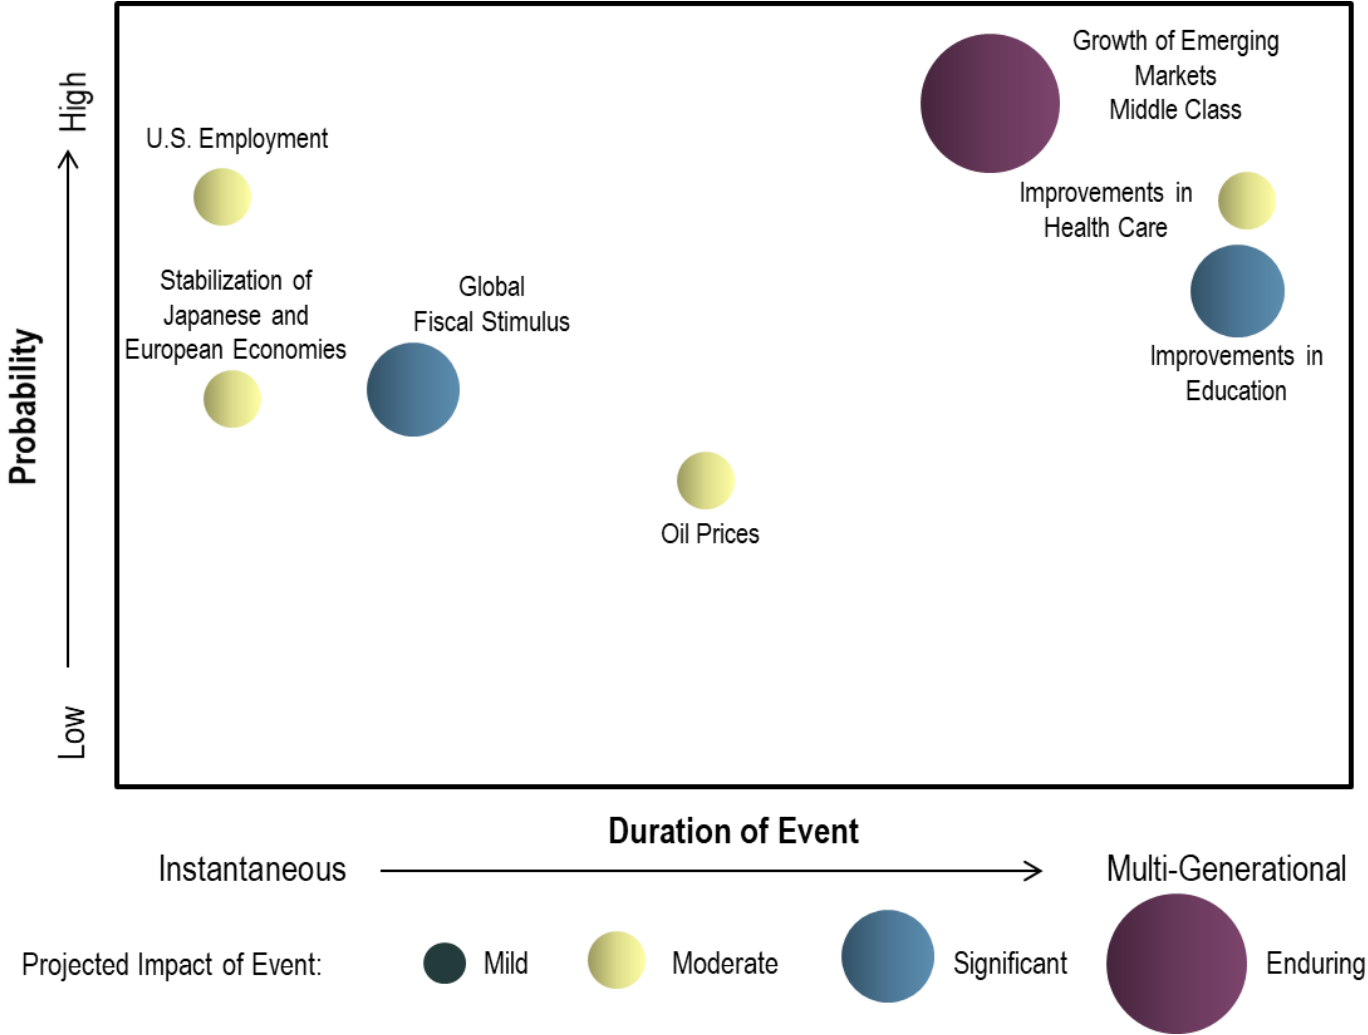 High
Probability
Low
U.S. Employment
Stabilization of
Japanese and
European Economies
Global
Fiscal Stimulus
Oil Prices
Growth of Emerging
Markets
Middle Class
Improvements in
Health Care
Improvements in
Education
Duration of Event
Instantaneous
Multi-Generational
Projected Impact of Event:
Mild
Moderate
Significant
Enduring